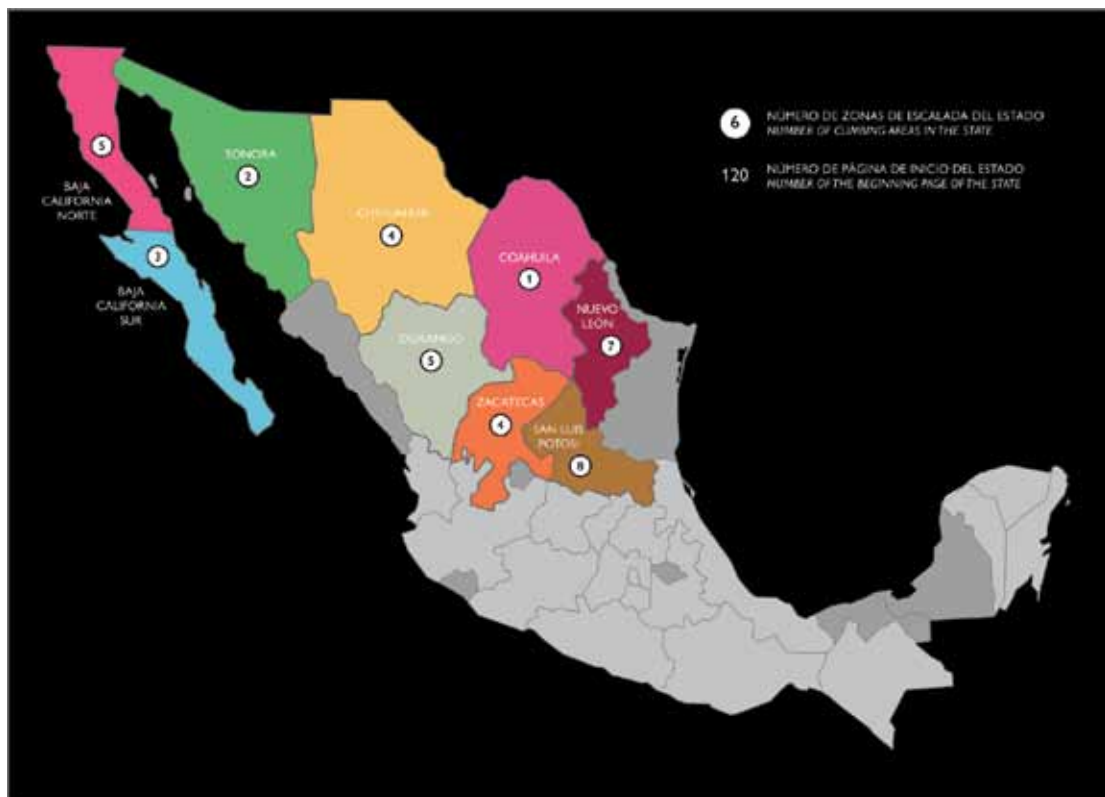 6 NÚMERO DE ZONAS DE ESCALADA DEL ESTADO
NUMBER OF CLIMBING AREAS IN THE STATE
120 NÚMERO DE PÁGINA DE INICIO DEL ESTADO
NUMBER OF THE BEGINNING PAGE OF THE STATE
5
BAJA
CALIFORNIA
NORTE
SONORA
2
CHIHUAHUA
4
3
BAJA
CALIFORNIA
SUR
COAHUILA
1
NUEVO
LEÓN
7
DURANGO
5
ZACATECAS
4
SAN LUIS
POTOSI
8